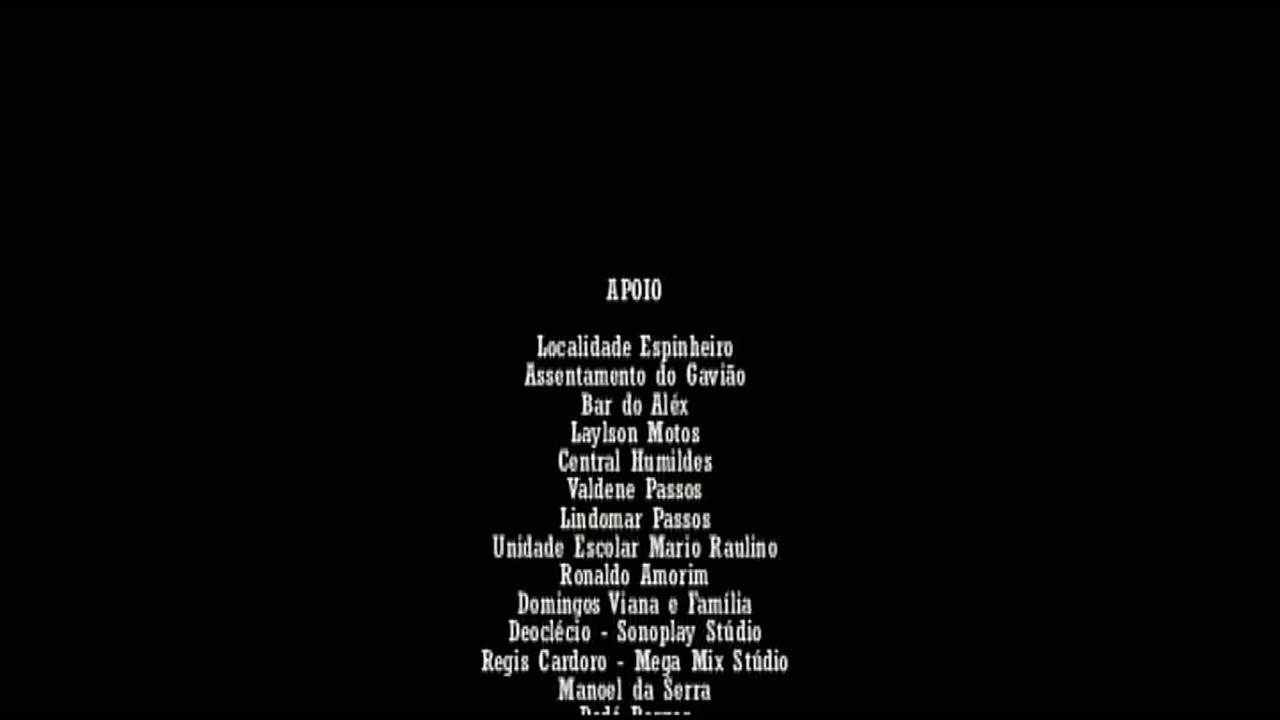 APOIO
Localidade Espinheiro
Assentamento do Gavião
Bar do Aléx
Laylson Motos
Central Humildes
Valdene Passos
Lindomar Passos
Unidade Escolar Mario Raulino
Ronaldo Amorim
Domingos Viana e Família
Deoclécio - Sonoplay Stúdio
Regis Cardoro - Mega Mix Stúdio
Manoel da Serra